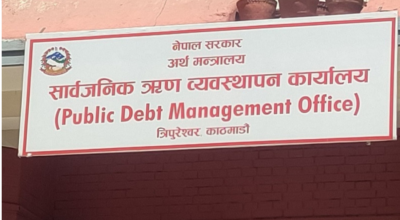 नेपाल सरकार
अर्थ मन्त्रालय
सार्वजनिक ऋण व्यवस्थापन कार्यालय
(Public Debt Management Office)
त्रिपुरेश्वर, काठमाडौं